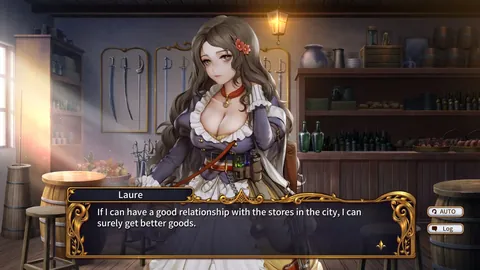 Laure
If I can have a good relationship with the stores in the city, I can
surely get better goods.
AUTO
Log